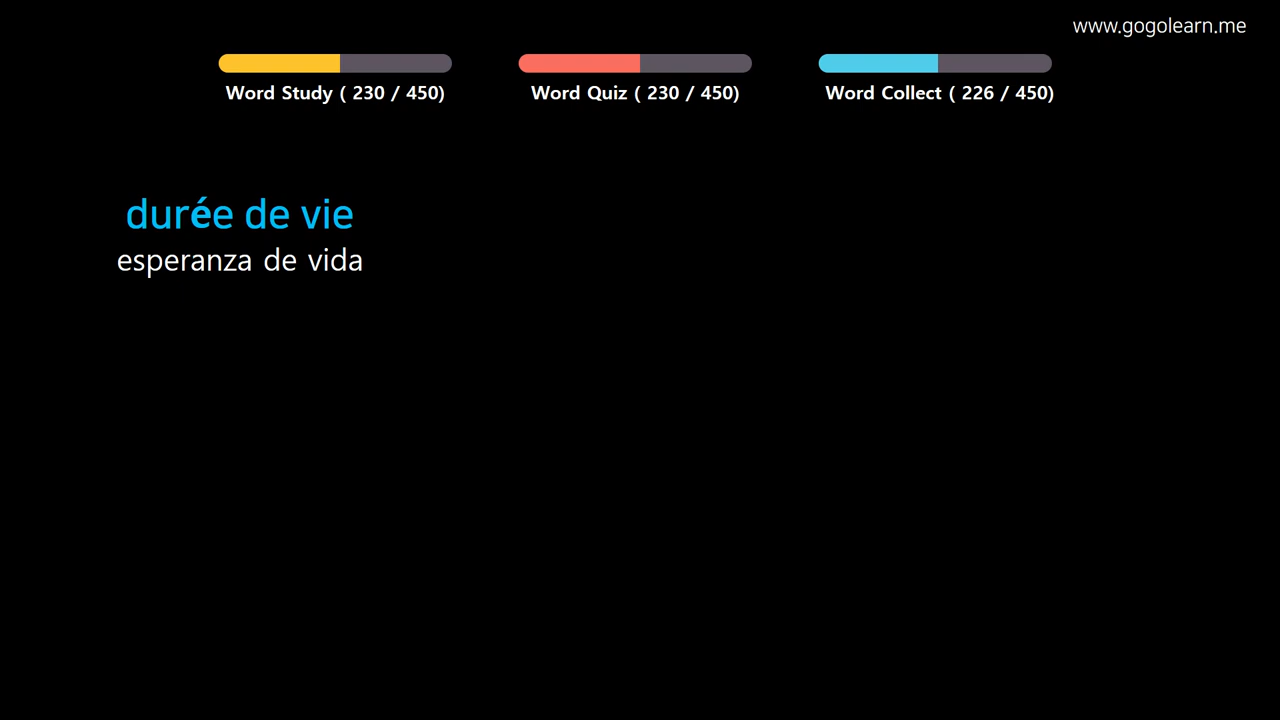 www.gogolearn.me
Word Study ( 230 / 450)
Word Quiz ( 230 / 450)
Word Collect ( 226 / 450)
durée de vie
esperanza de vida